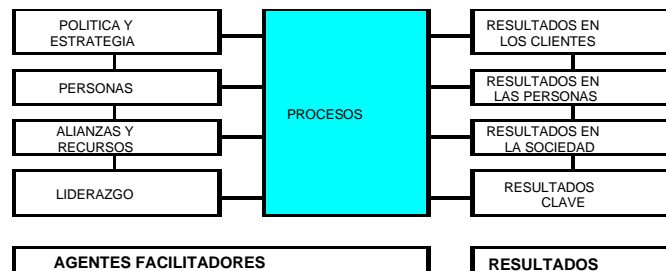 POLITICA Y
ESTRATEGIA
PERSONAS
ALIANZAS Y
RECURSOS
LIDERAZGO
PROCESOS
RESULTADOS EN
LOS CLIENTES
RESULTADOS EN
LAS PERSONAS
RESULTADOS EN
LA SOCIEDAD
RESULTADOS
CLAVE
AGENTES FACILITADORES
RESULTADOS